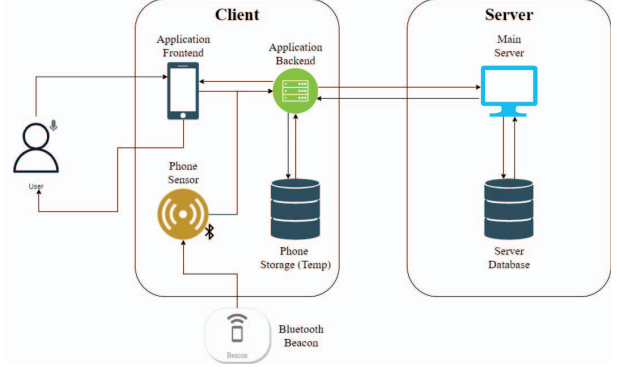 Client
Server
Application
Frontend
Application
Backend
Main
Server
User
Phone
Sensor
Phone
Storage (Temp)
Server
Database
Bluetooth
Beacon
Beacon